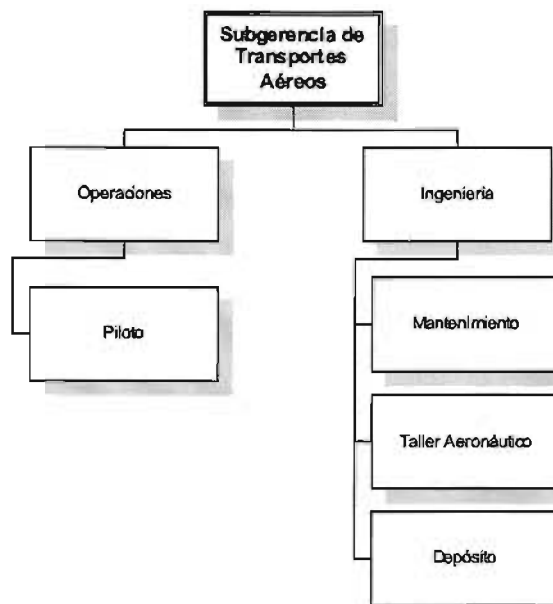 Subgerencia de
Transportes
Aéreos
Operaciones
Ingeniería
Piloto
Mantenimiento
Taller Aeronáutico
Depósito